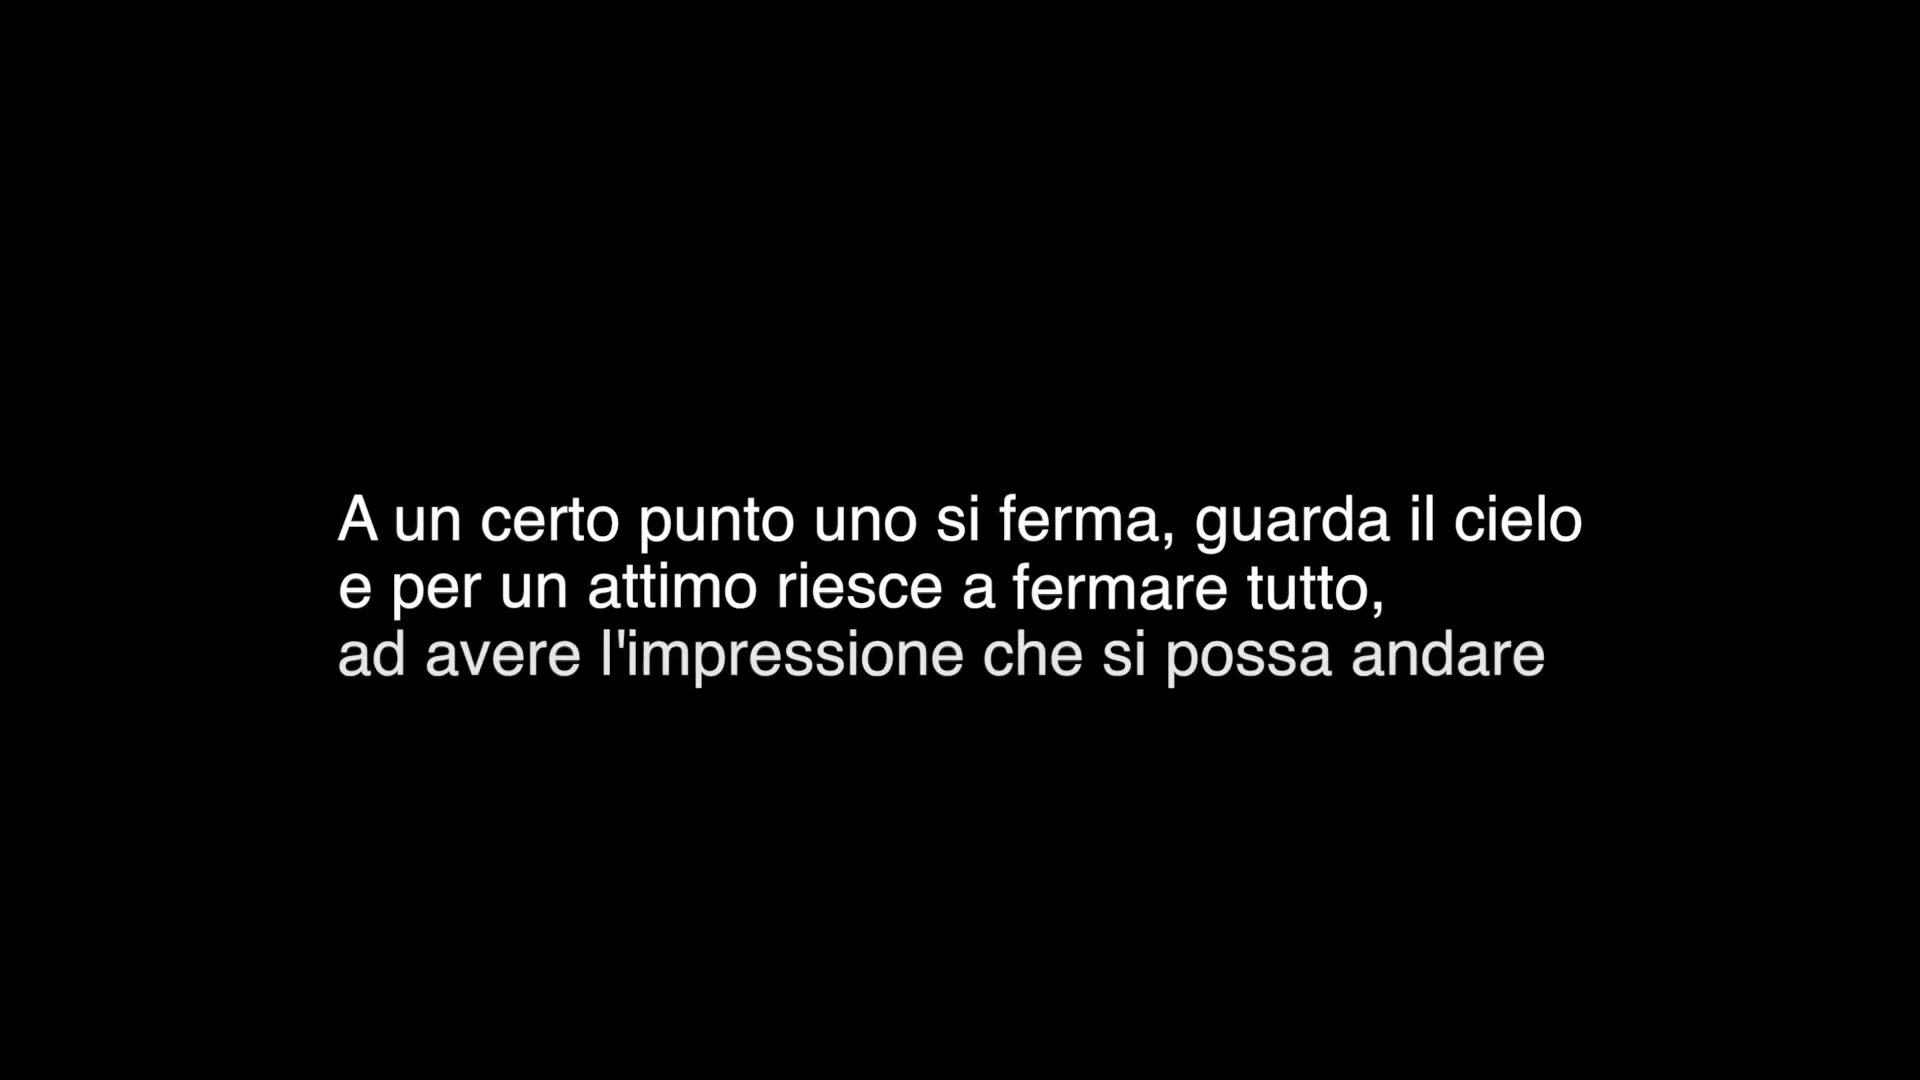 A un certo punto uno si ferma, guarda il cielo
e per un attimo riesce a fermare tutto,
ad avere l'impressione che si possa andare